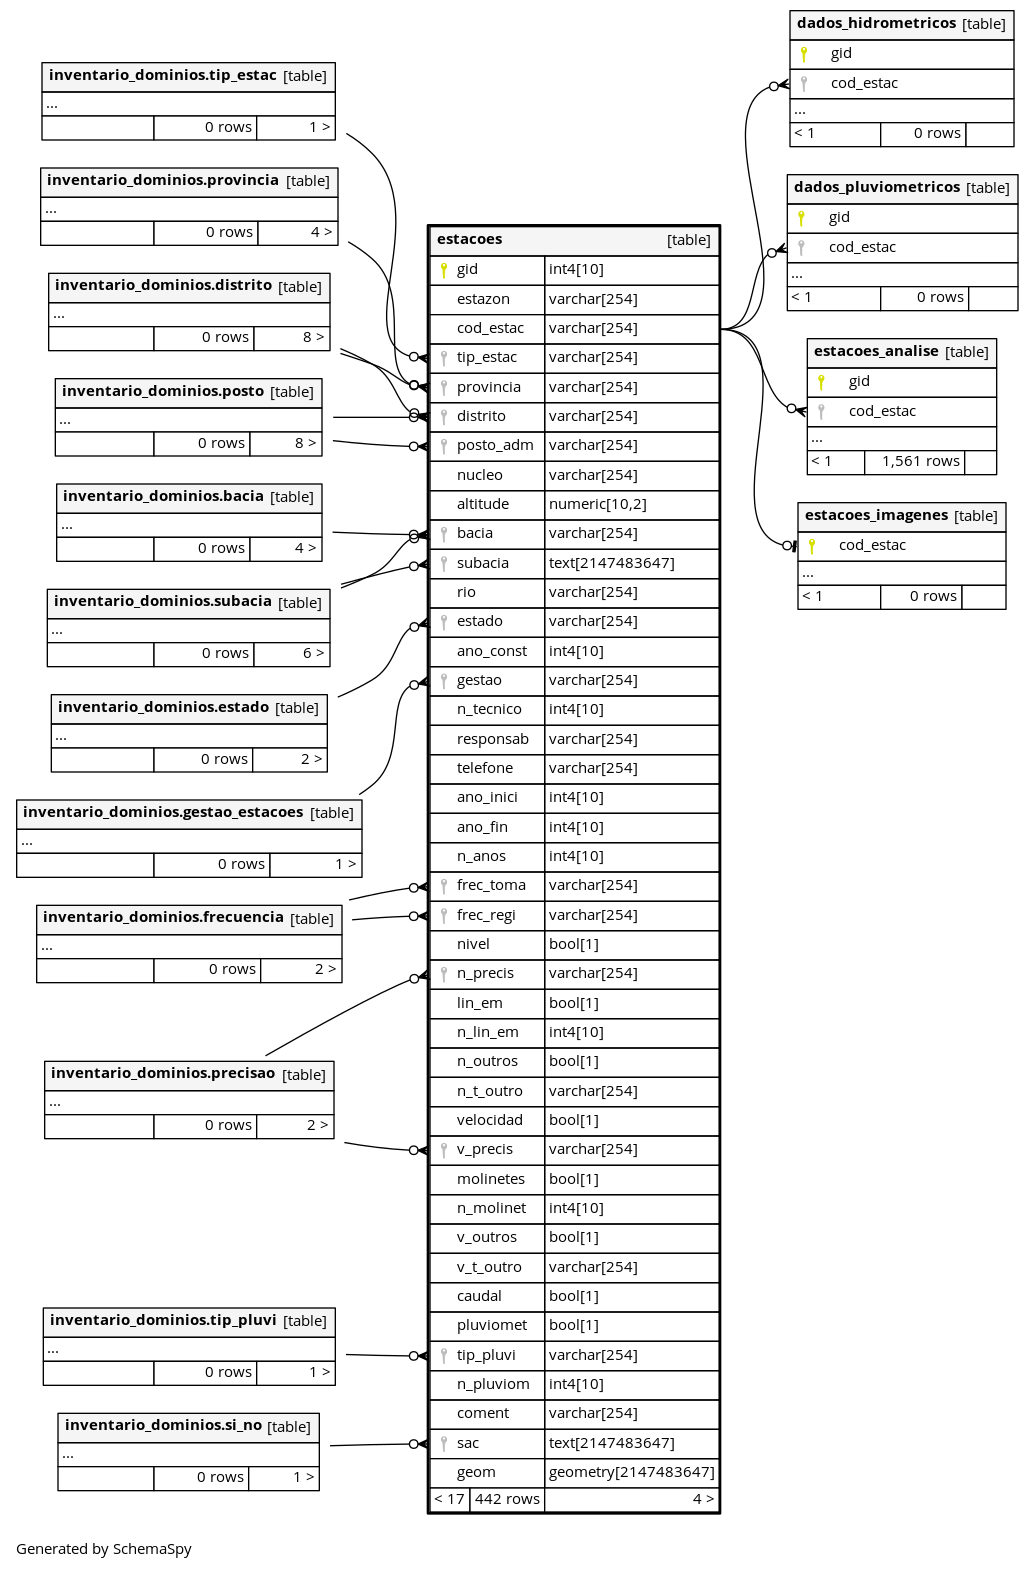 inventario_dominios.tip_estac [table]
...
0 rows 1 >
inventario_dominios.provincia [table]
...
0 rows 4 >
inventario_dominios.distrito [table]
...
0 rows 8 >
inventario_dominios.posto [table]
...
0 rows 8 >
inventario_dominios.bacia [table]
...
0 rows 4 >
inventario_dominios.subacia [table]
...
0 rows 6 >
inventario_dominios.estado [table]
...
0 rows 2 >
inventario_dominios.gestao_estacoes [table]
...
0 rows 1 >
inventario_dominios.frecuencia [table]
...
0 rows 2 >
inventario_dominios.precisao [table]
...
0 rows 2 >
inventario_dominios.tip_pluvi [table]
...
0 rows 1 >
inventario_dominios.si_no [table]
...
0 rows 1 >
estacoes [table]
gid int4[10]
estazon varchar[254]
cod_estac varchar[254]
tip_estac varchar[254]
provincia varchar[254]
distrito varchar[254]
posto_adm varchar[254]
nucleo varchar[254]
altitude numeric[10,2]
bacia varchar[254]
subacia text[2147483647]
rio varchar[254]
estado varchar[254]
ano_const int4[10]
gestao varchar[254]
n_tecnico int4[10]
responsab varchar[254]
telefone varchar[254]
ano_inici int4[10]
ano_fin int4[10]
n_anos int4[10]
frec_toma varchar[254]
frec_regi varchar[254]
nivel bool[1]
n_precis varchar[254]
lin_em bool[1]
n_lin_em int4[10]
n_outros bool[1]
n_t_outro varchar[254]
velocidad bool[1]
v_precis varchar[254]
molinetes bool[1]
n_molinet int4[10]
v_outros bool[1]
v_t_outro varchar[254]
caudal bool[1]
pluviomet bool[1]
tip_pluvi varchar[254]
n_pluviom int4[10]
coment varchar[254]
sac text[2147483647]
geom geometry[2147483647]
< 17 442 rows 4 >
dados_hidrometricos [table]
gid
cod_estac
...
< 1 0 rows
dados_pluviometricos [table]
gid
cod_estac
...
< 1 0 rows
estacoes_analise [table]
gid
cod_estac
...
< 1 1,561 rows
estacoes_imagenes [table]
cod_estac
...
< 1 0 rows
Generated by SchemaSpy